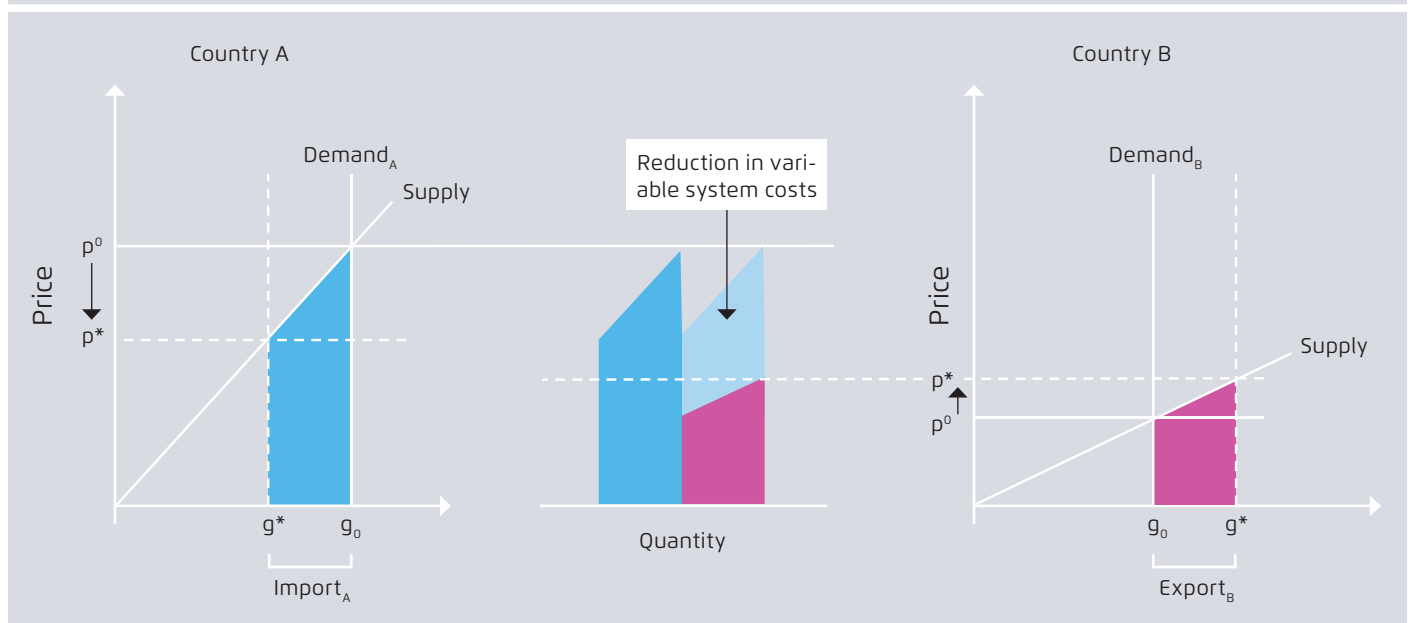 Country A
Country B
Demand_A
Supply
Reduction in vari-
able system costs
Demand_B
Supply
Price
p⁰
p*
Price
p*
p⁰
g*
g₀
Import_A
Quantity
g₀
g*
Export_B